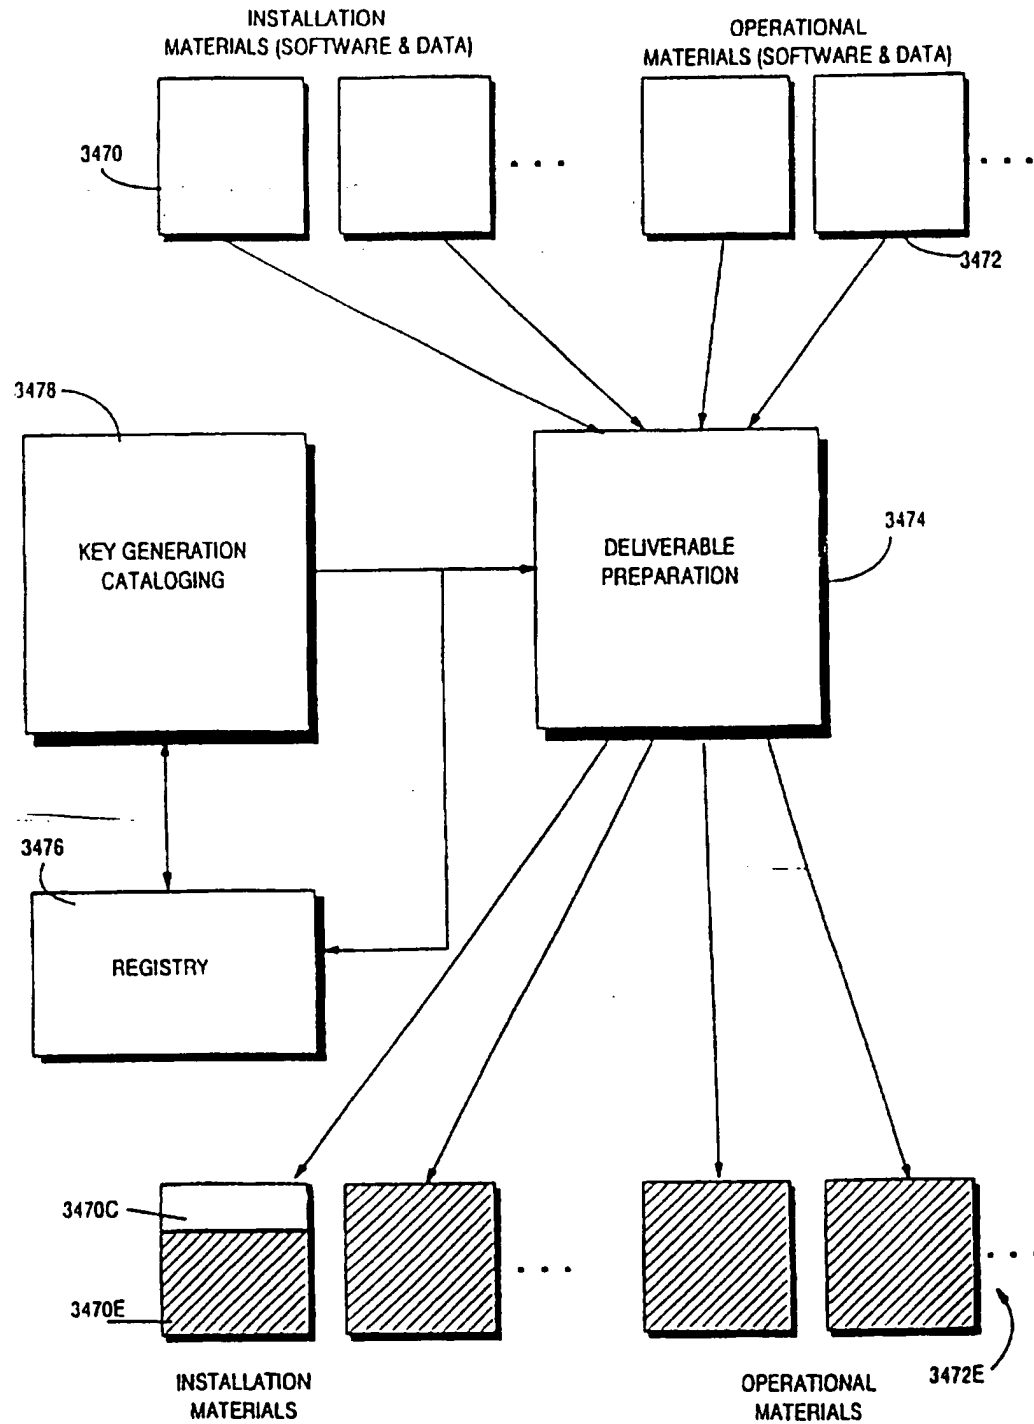 INSTALLATION
MATERIALS (SOFTWARE & DATA)
OPERATIONAL
MATERIALS (SOFTWARE & DATA)
3470
3472
3478
KEY GENERATION
CATALOGING
DELIVERABLE
PREPARATION
3474
3476
REGISTRY
3470C
3470E
3472E
INSTALLATION
MATERIALS
OPERATIONAL
MATERIALS